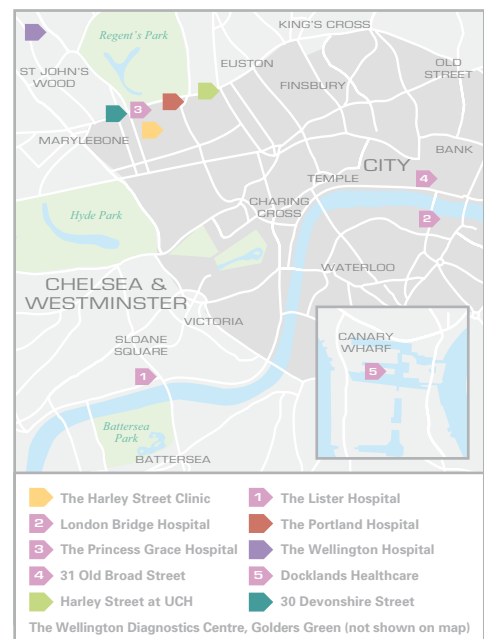 KING'S CROSS
Regent's Park
EUSTON
OLD
STREET
ST JOHN'S
WOOD
FINSBURY
3
MARYLEBONE
BANK
CITY
TEMPLE
4
CHARING
CROSS
2
Hyde Park
WATERLOO
CHELSEA &
WESTMINSTER
VICTORIA
SLOANE
SQUARE
CANARY
WHARF
5
1
Battersea
Park
BATTERSEA
The Harley Street Clinic
1 The Lister Hospital
2 London Bridge Hospital
The Portland Hospital
3 The Princess Grace Hospital
The Wellington Hospital
4 31 Old Broad Street
5 Docklands Healthcare
Harley Street at UCH
30 Devonshire Street
The Wellington Diagnostics Centre, Golders Green (not shown on map)